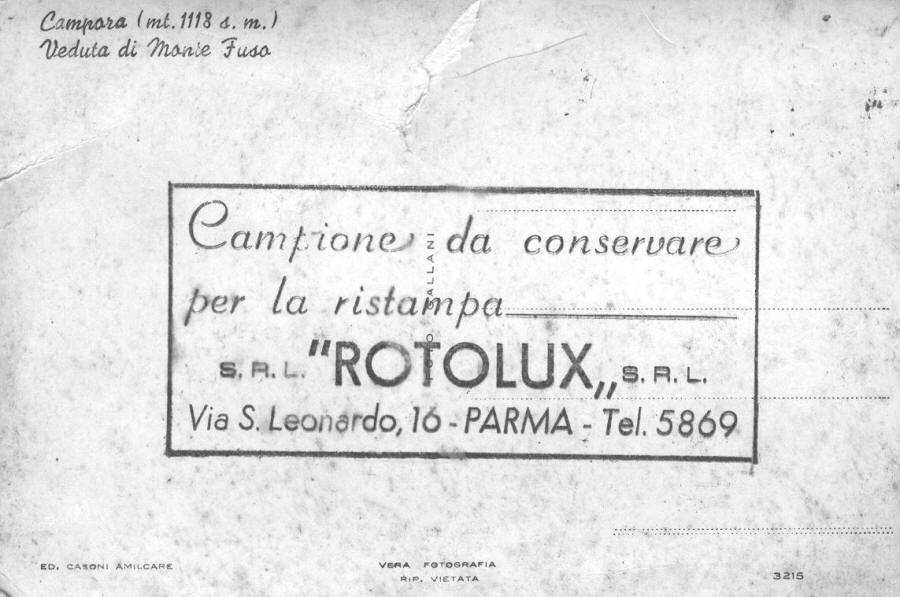 Campora (mt. 1118 s. m.)
Veduta di Monte Fuso
Campione da conservare
per la ristampa
S. R. L. "ROTOLUX„ S. R. L.
Via S. Leonardo, 16 - PARMA - Tel. 5869
GALLANI
ED. CASONI AMILCARE
VERA FOTOGRAFIA
RIP. VIETATA
3215